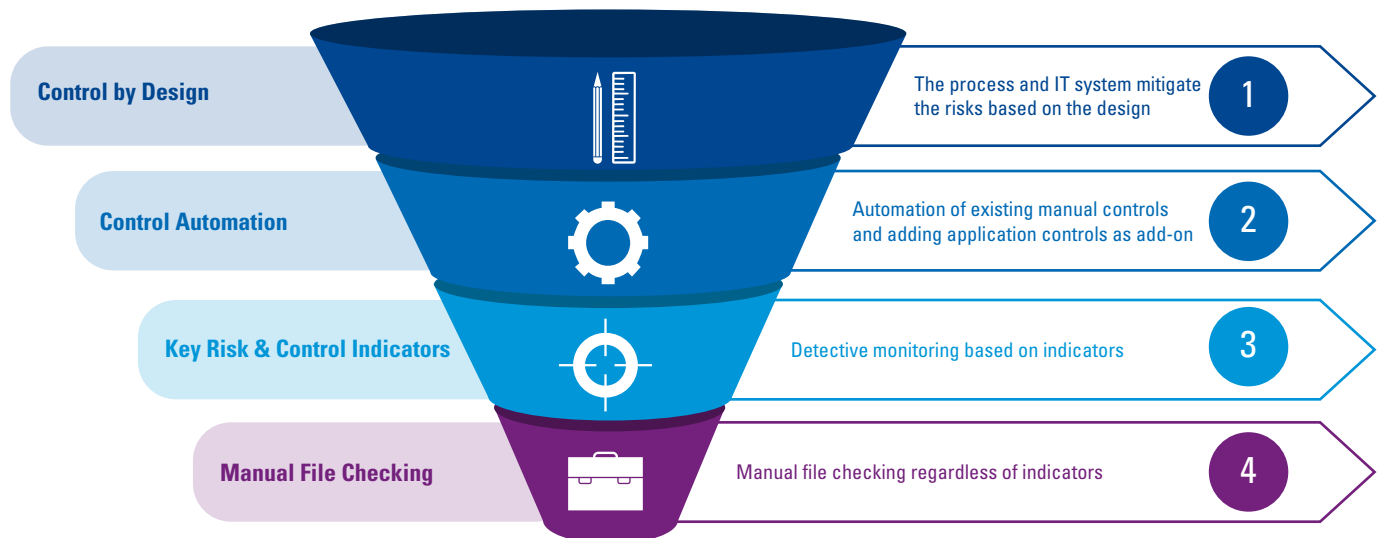 Control by Design
The process and IT system mitigate
the risks based on the design
1
Control Automation
Automation of existing manual controls
and adding application controls as add-on
2
Key Risk & Control Indicators
Detective monitoring based on indicators
3
Manual File Checking
Manual file checking regardless of indicators
4